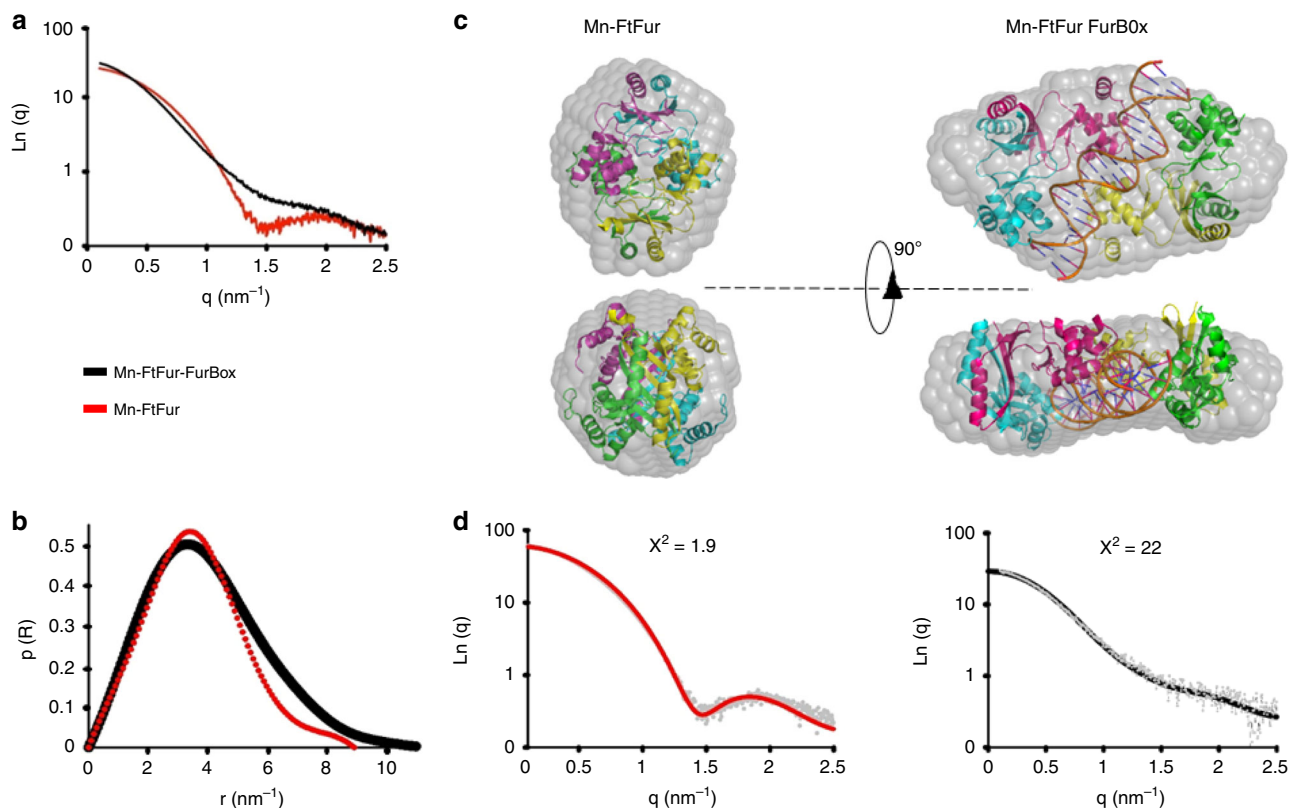 a
100
10
1
0
Ln (q)
0 0.5 1 1.5 2 2.5
q (nm⁻¹)
Mn-FtFur-FurBox
Mn-FtFur
b
0.5
0.4
0.3
0.2
0.1
0
p (R)
0 2 4 6 8 10
r (nm⁻¹)
c
Mn-FtFur
Mn-FtFur FurB0x
90°
d
100
10
1
0
Ln (q)
X² = 1.9
0 0.5 1 1.5 2 2.5
q (nm⁻¹)
100
10
1
0
Ln (q)
X² = 22
0 0.5 1 1.5 2 2.5
q (nm⁻¹)